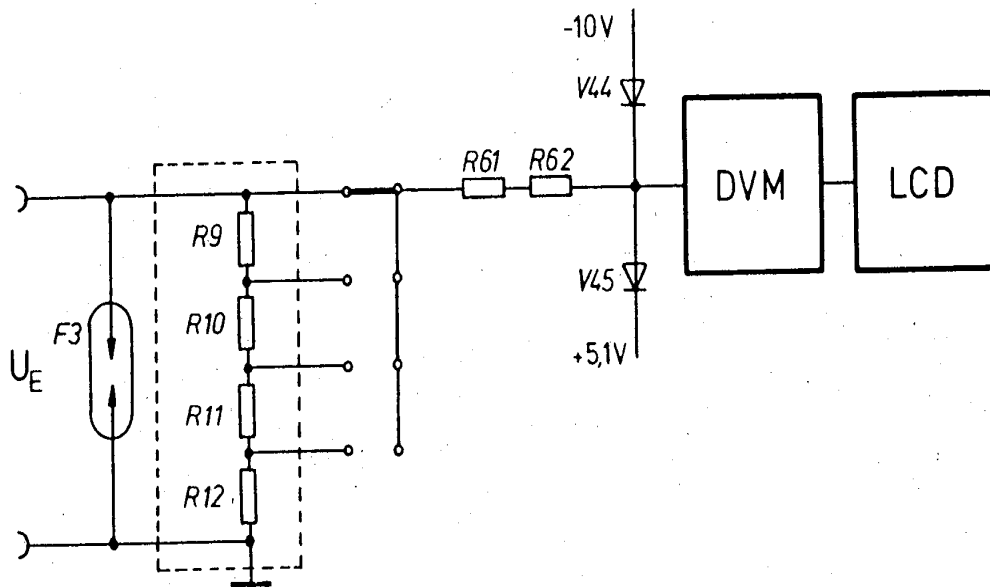 -10V
V44
R61
R62
DVM
LCD
R9
V45
R10
F3
U_E
+5,1V
R11
R12